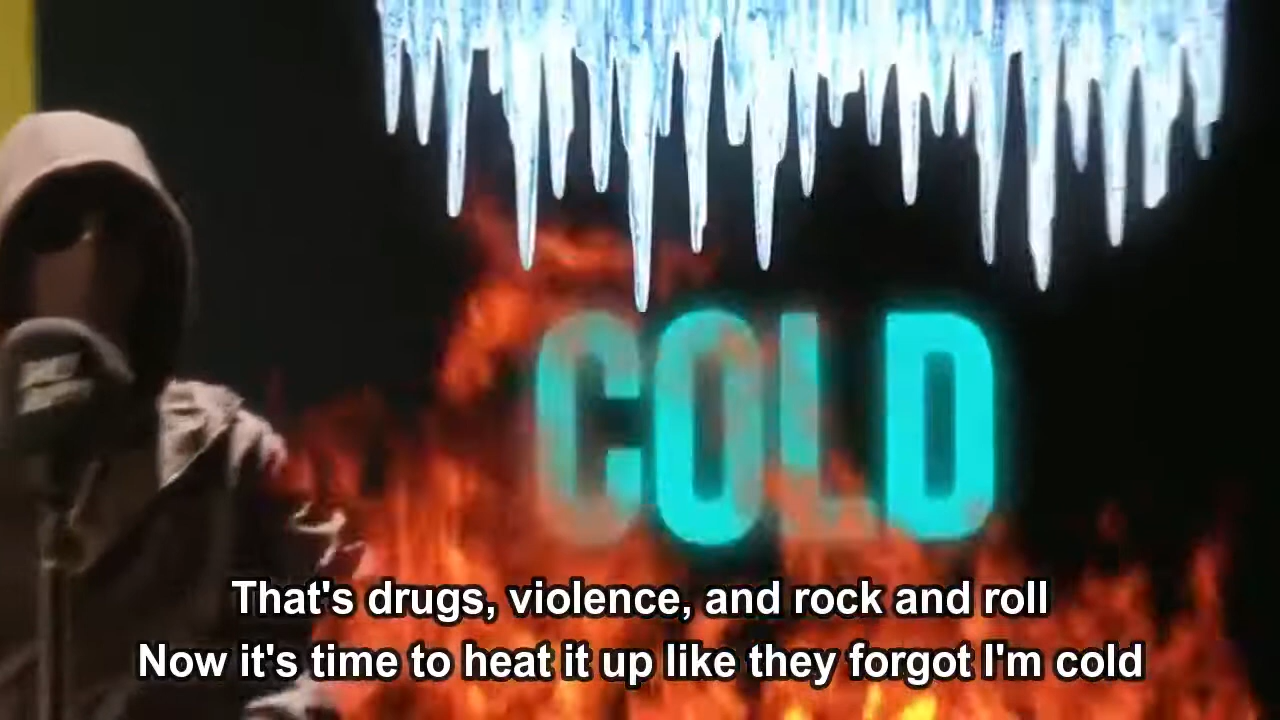 COLD
That's drugs, violence, and rock and roll
Now it's time to heat it up like they forgot I'm cold